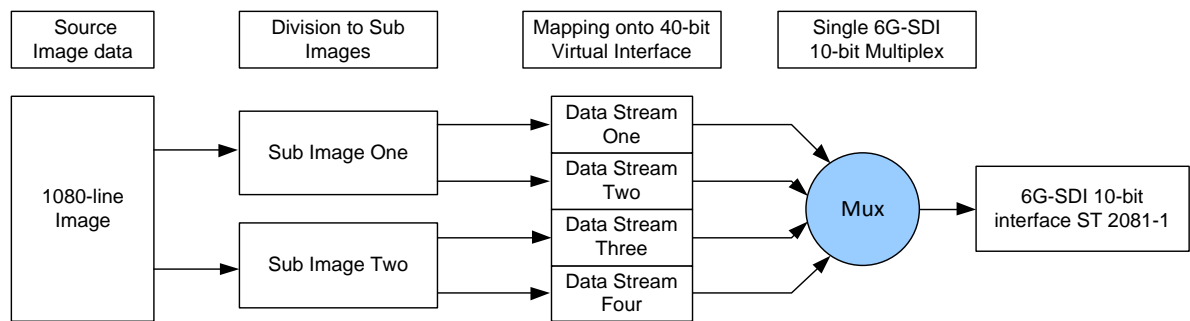 Source
Image data
Division to Sub
Images
Mapping onto 40-bit
Virtual Interface
Single 6G-SDI
10-bit Multiplex
1080-line
Image
Sub Image One
Sub Image Two
Data Stream
One
Data Stream
Two
Data Stream
Three
Data Stream
Four
Mux
6G-SDI 10-bit
interface ST 2081-1